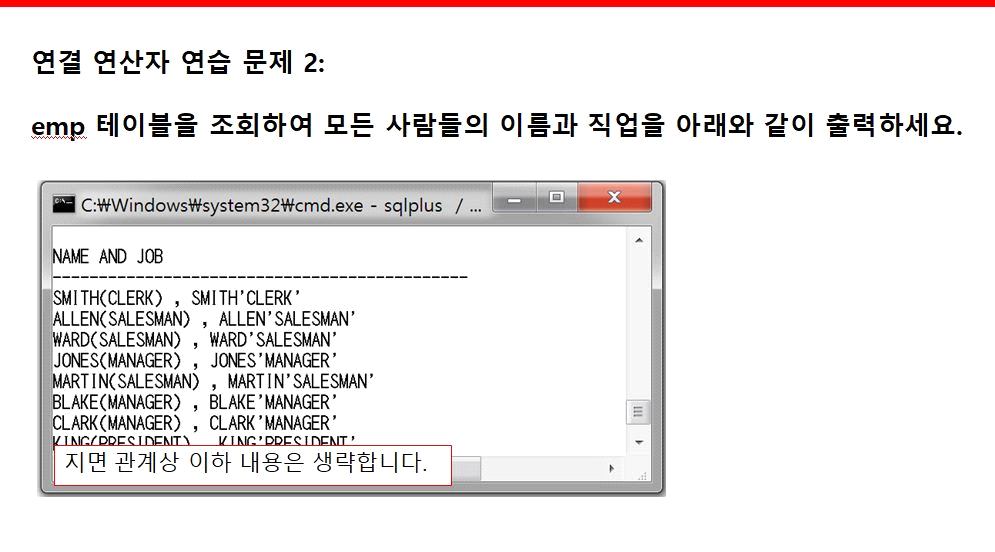 연결 연산자 연습 문제 2:
emp 테이블을 조회하여 모든 사람들의 이름과 직업을 아래와 같이 출력하세요.
C:\Windows\system32\cmd.exe - sqlplus / ...
NAME AND JOB
---------------------------------------------
SMITH(CLERK) , SMITH'CLERK'
ALLEN(SALESMAN) , ALLEN'SALESMAN'
WARD(SALESMAN) , WARD'SALESMAN'
JONES(MANAGER) , JONES'MANAGER'
MARTIN(SALESMAN) , MARTIN'SALESMAN'
BLAKE(MANAGER) , BLAKE'MANAGER'
CLARK(MANAGER) , CLARK'MANAGER'
KING(PRESIDENT) , KING'PRESIDENT'
지면 관계상 이하 내용은 생략합니다.